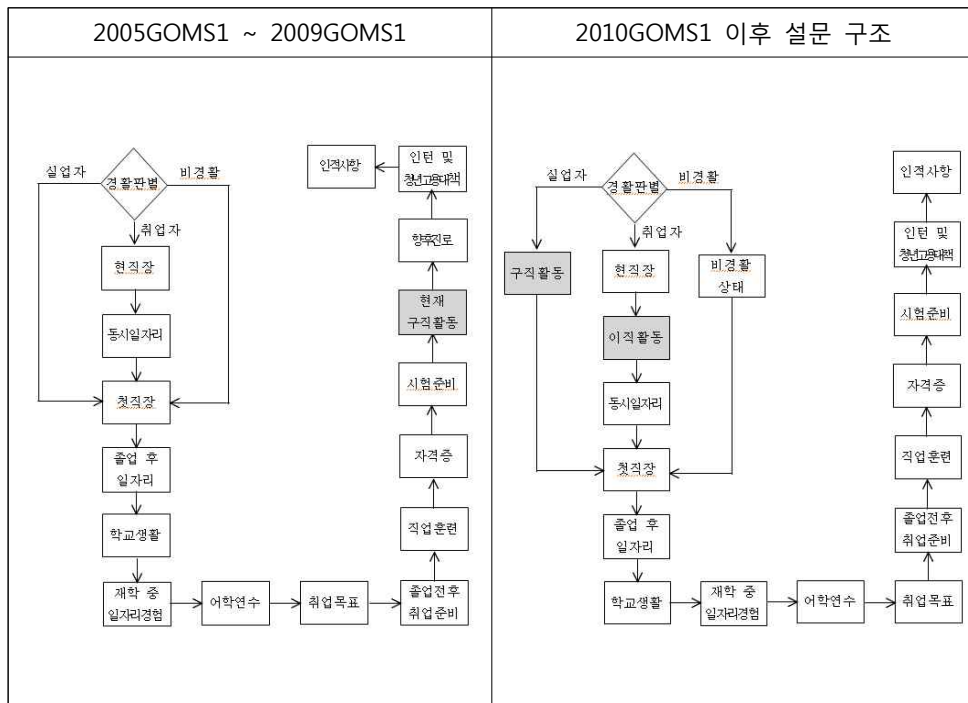 2005GOMS1 ~ 2009GOMS1
실업자
경활판별
비경활
취업자
현직장
동시일자리
첫직장
졸업 후
일자리
학교생활
재학 중
일자리경험
어학연수
취업목표
졸업전후
취업준비
직업훈련
자격증
시험준비
현재
구직활동
향후진로
인턴 및
청년고용대책
인적사항
2010GOMS1 이후 설문 구조
실업자
경활판별
비경활
취업자
구직활동
현직장
비경활
상태
이직활동
동시일자리
첫직장
졸업 후
일자리
학교생활
재학 중
일자리경험
어학연수
취업목표
졸업전후
취업준비
직업훈련
자격증
시험준비
인턴 및
청년고용대책
인적사항